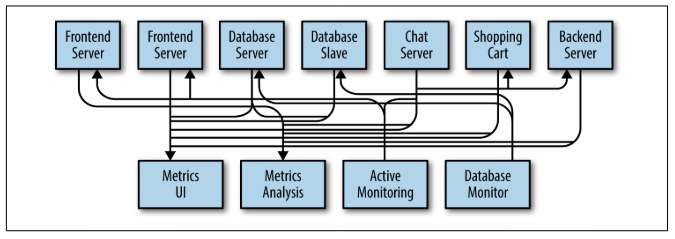 Frontend
Server
Frontend
Server
Database
Server
Database
Slave
Chat
Server
Shopping
Cart
Backend
Server
Metrics
UI
Metrics
Analysis
Active
Monitoring
Database
Monitor